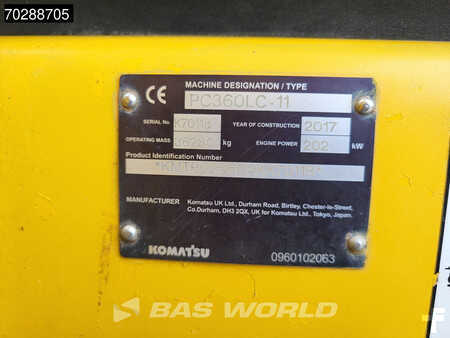 70288705
CE
MACHINE DESIGNATION / TYPE
PC360LC-11
SERIAL No YEAR OF CONSTRUCTION 2017
OPERATING MASS kg ENGINE POWER 202 kW
Product Identification Number
MANUFACTURER Komatsu UK Ltd., Durham Road, Birtley, Chester-le-Street,
Co.Durham, DH3 2QX, UK for Komatsu Ltd., Tokyo, Japan.
KOMATSU 0960102063
BAS WORLD